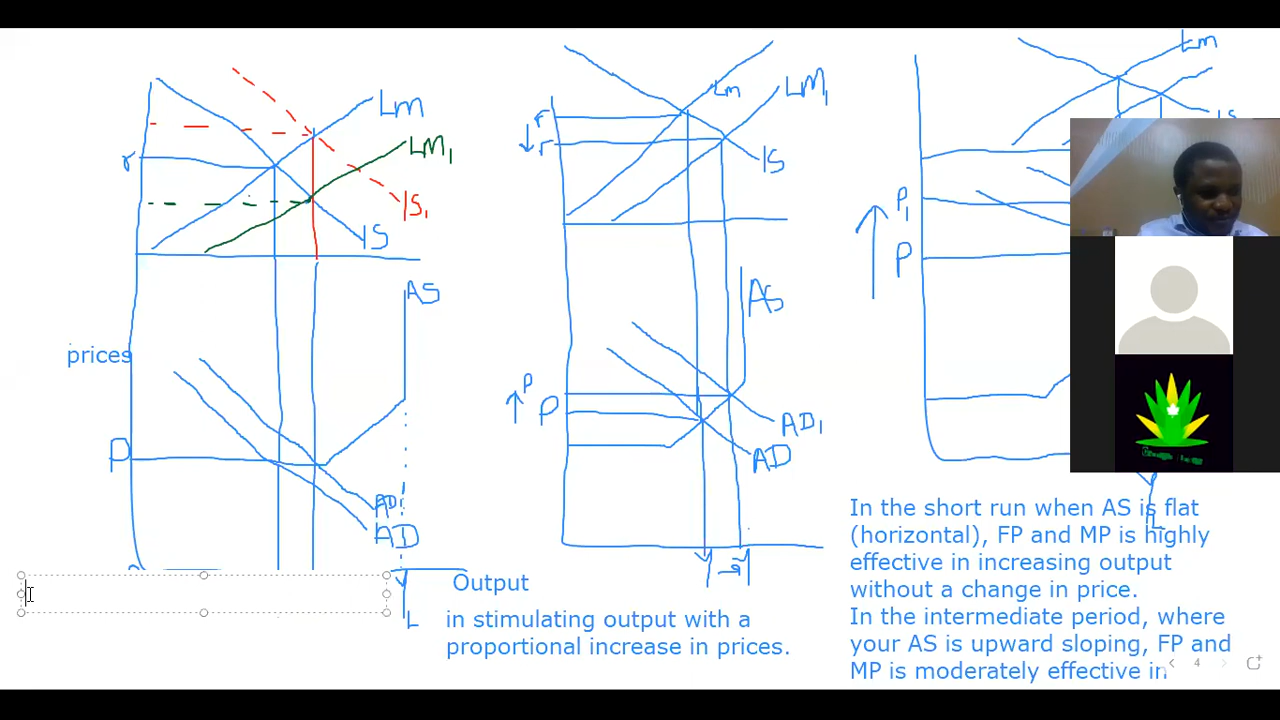 Lm
LM1
r
IS1
IS
AS
prices
P
AD1
AD
Output
L
in stimulating output with a
proportional increase in prices.
Lm
LM1
r
r
IS
AS
P
P
AD1
AD
Lm
IS
P1
P
L
In the short run when AS is flat
(horizontal), FP and MP is highly
effective in increasing output
without a change in price.
In the intermediate period, where
your AS is upward sloping, FP and
MP is moderately effective in
4